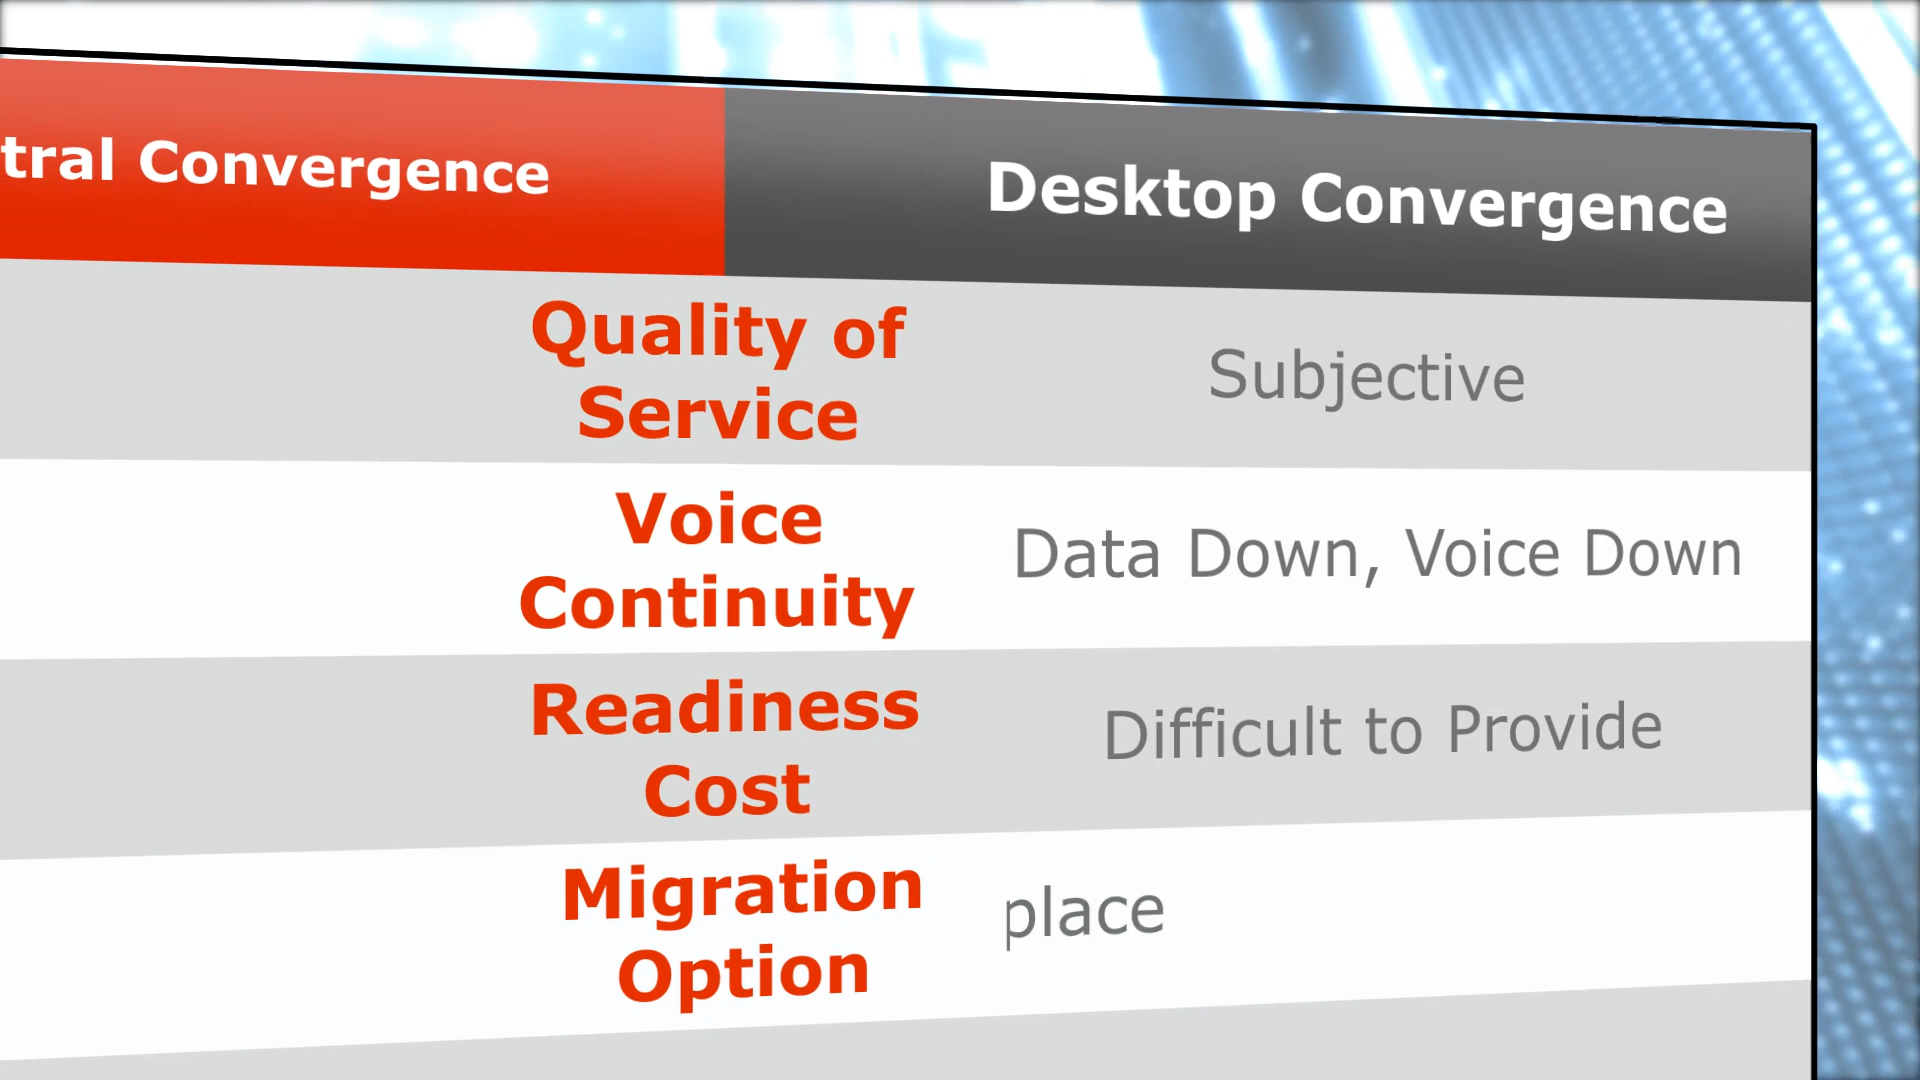 tral Convergence
Desktop Convergence
Quality of
Service
Subjective
Voice
Continuity
Data Down, Voice Down
Readiness
Cost
Difficult to Provide
Migration
Option
place